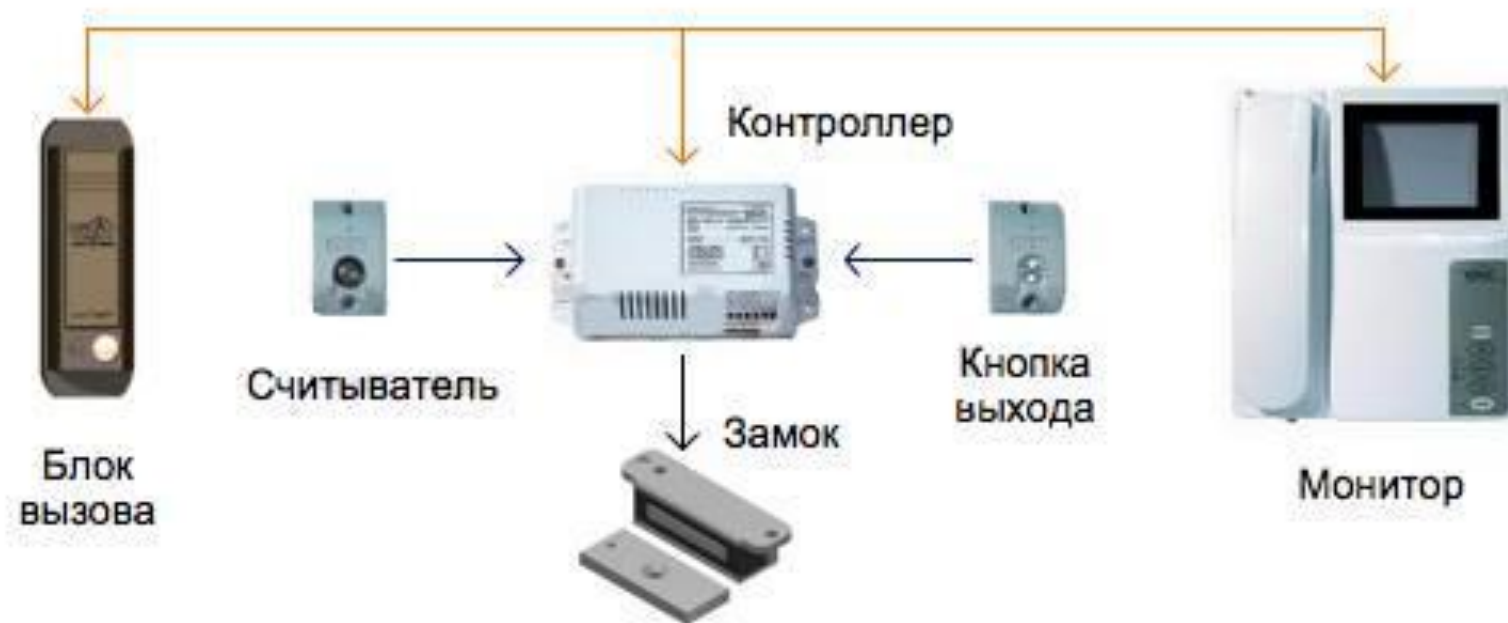 Контроллер
Считыватель
Кнопка
выхода
Замок
Блок
вызова
Монитор